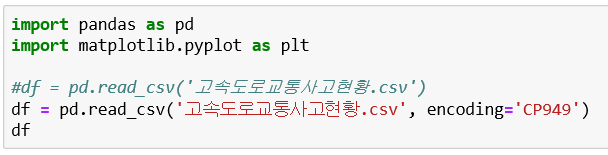 import pandas as pd
import matplotlib.pyplot as plt
#df = pd.read_csv('고속도로교통사고현황.csv')
df = pd.read_csv('고속도로교통사고현황.csv', encoding='CP949')
df